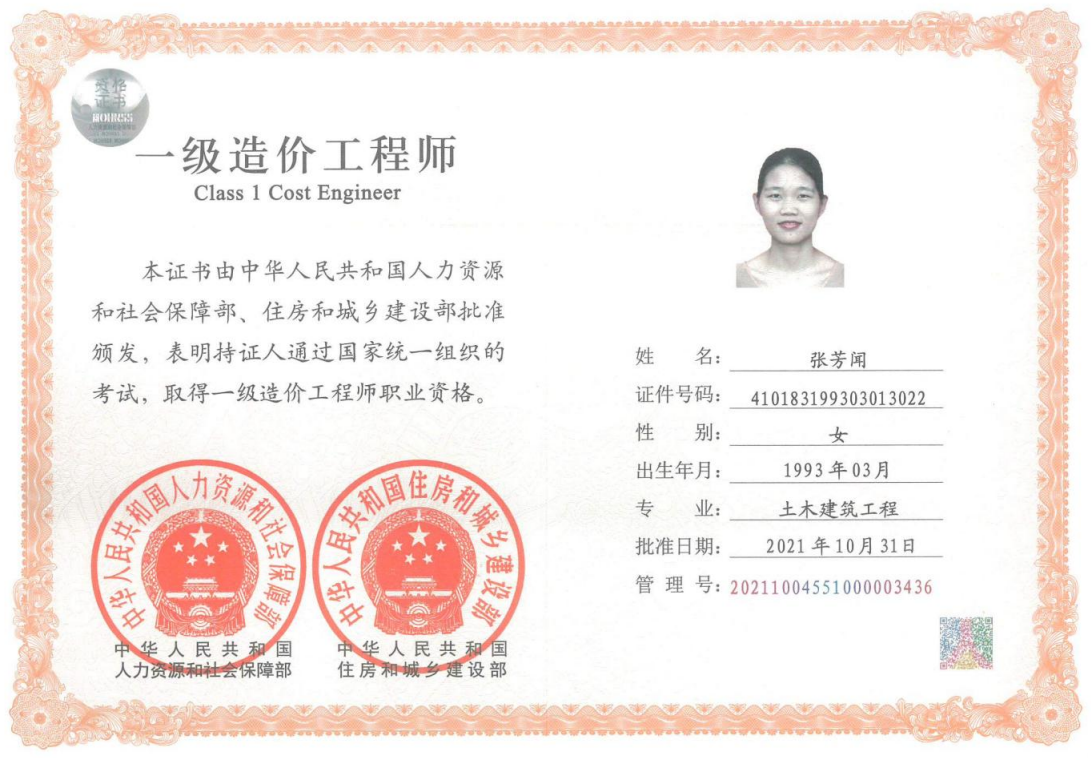 资格
证书
MOHRSS
一级造价工程师
Class 1 Cost Engineer
本证书由中华人民共和国人力资源
和社会保障部、住房和城乡建设部批准
颁发，表明持证人通过国家统一组织的
考试，取得一级造价工程师职业资格。
中华人民共和国人力资源和社会保障部
中华人民共和国住房和城乡建设部
中华人民共和国
人力资源和社会保障部
中华人民共和国
住房和城乡建设部
姓 名： 张芳闻
证件号码： 410183199303013022
性 别： 女
出生年月： 1993年03月
专 业： 土木建筑工程
批准日期： 2021年10月31日
管 理 号： 20211004551000003436